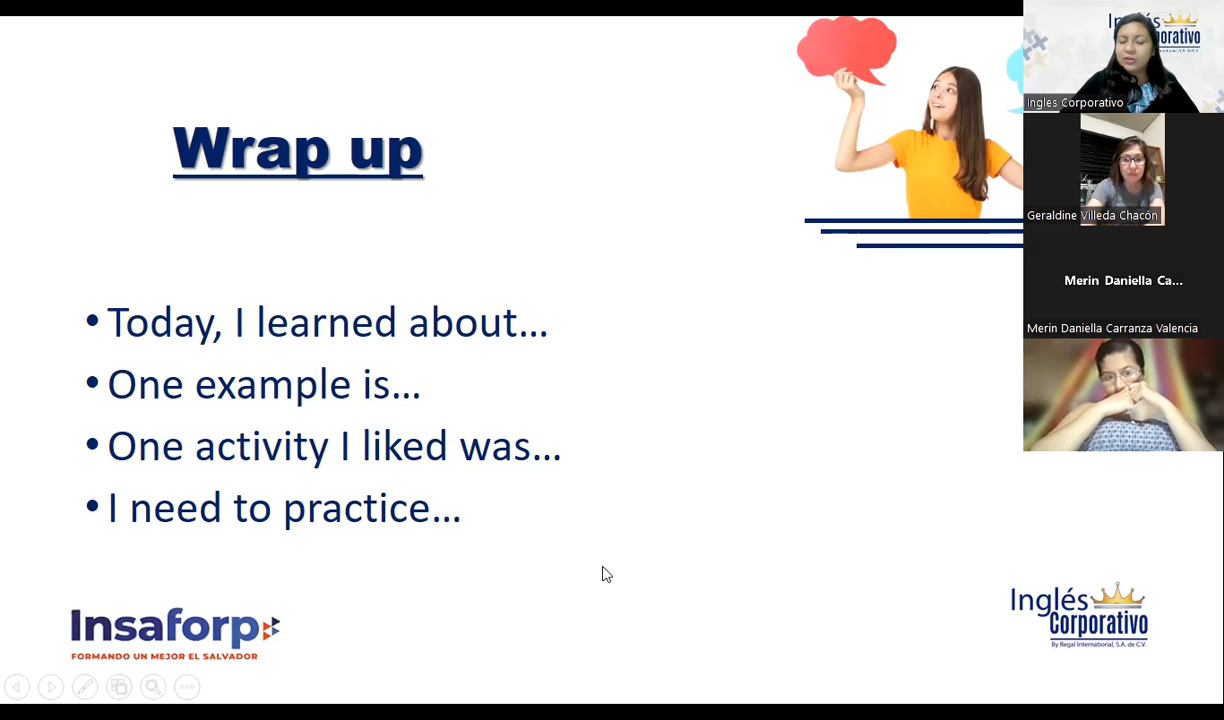 Wrap up
• Today, I learned about...
• One example is...
• One activity I liked was...
• I need to practice...
Insaforp
FORMANDO UN MEJOR EL SALVADOR
Inglés
Corporativo
By Regal International, S.A. de C.V.
Inglés Corporativo
Geraldine Villeda Chacón
Merin Daniella Ca...
Merin Daniella Carranza Valencia